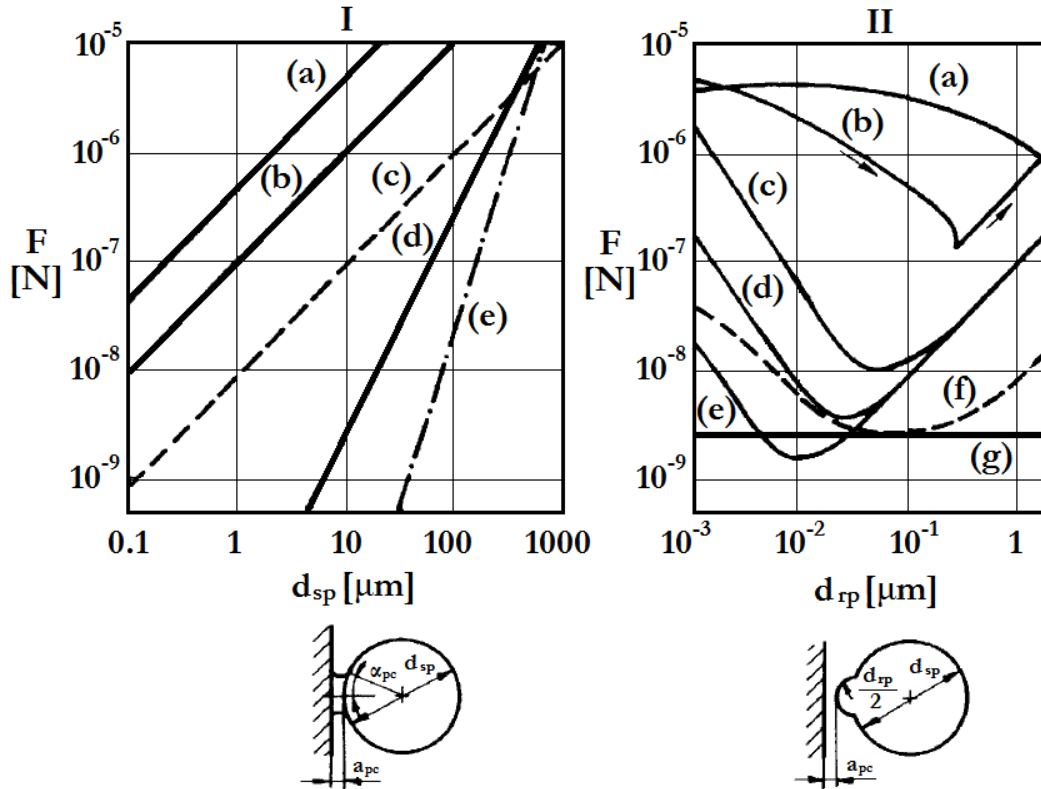 I
II
10⁻⁵
10⁻⁶
10⁻⁷
10⁻⁸
10⁻⁹
F
[N]
(a)
(b)
(c)
(d)
(e)
0.1 1 10 100 1000
d_sp [μm]
α_pc
d_sp
a_pc
10⁻⁵
10⁻⁶
10⁻⁷
10⁻⁸
10⁻⁹
F
[N]
(a)
(b)
(c)
(d)
(e)
(f)
(g)
10⁻³ 10⁻² 10⁻¹ 1
d_rp [μm]
d_rp
2
d_sp
a_pc